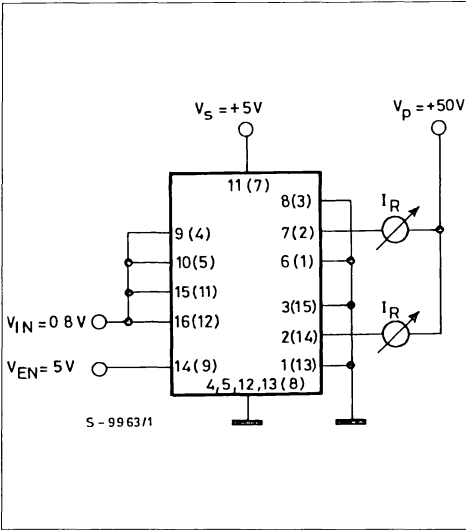 Vs = +5V
Vp = +50V
11(7)
8(3)
IR
9(4)
7(2)
10(5)
6(1)
15(11)
3(15)
IR
VIN = 0 8 V
16(12)
2(14)
VEN = 5V
14(9)
1(13)
4,5,12,13(8)
S - 9963/1